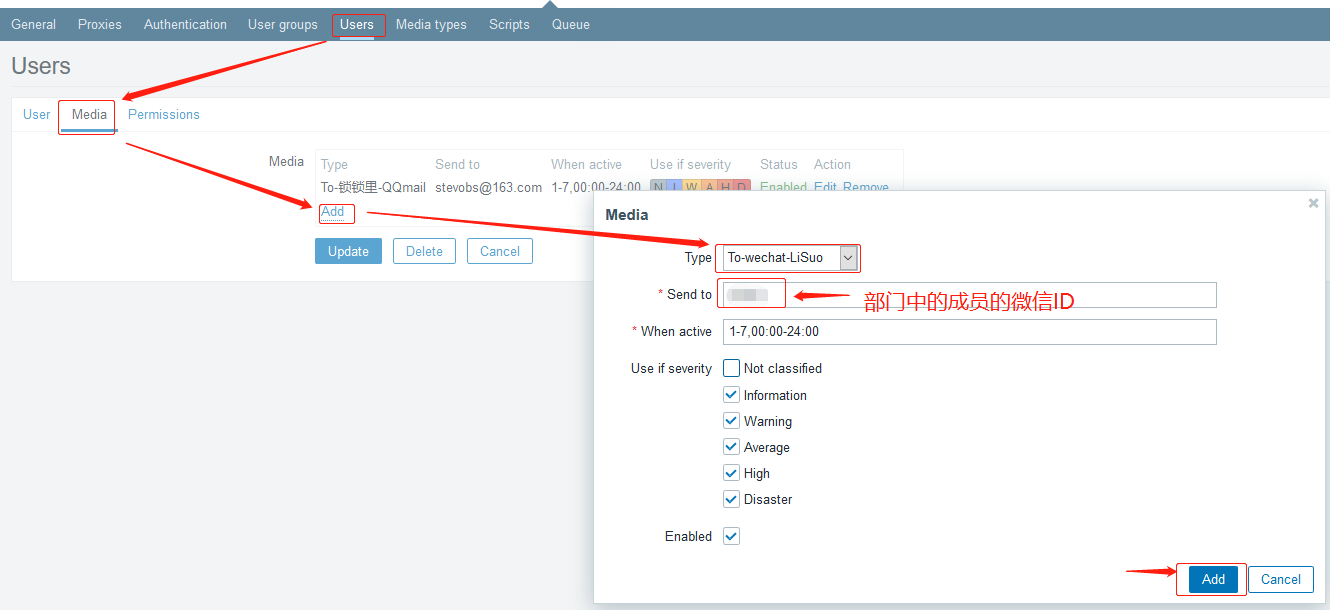 General Proxies Authentication User groups Users Media types Scripts Queue
Users
User Media Permissions
Media Type Send to When active Use if severity Status Action
To-锁锁里-QQmail stevobs@163.com 1-7,00:00-24:00 N I W A H D Enabled Edit Remove
Add
Update Delete Cancel
Media
Type To-wechat-LiSuo
* Send to 部门中的成员的微信ID
* When active 1-7,00:00-24:00
Use if severity Not classified
Information
Warning
Average
High
Disaster
Enabled
Add Cancel